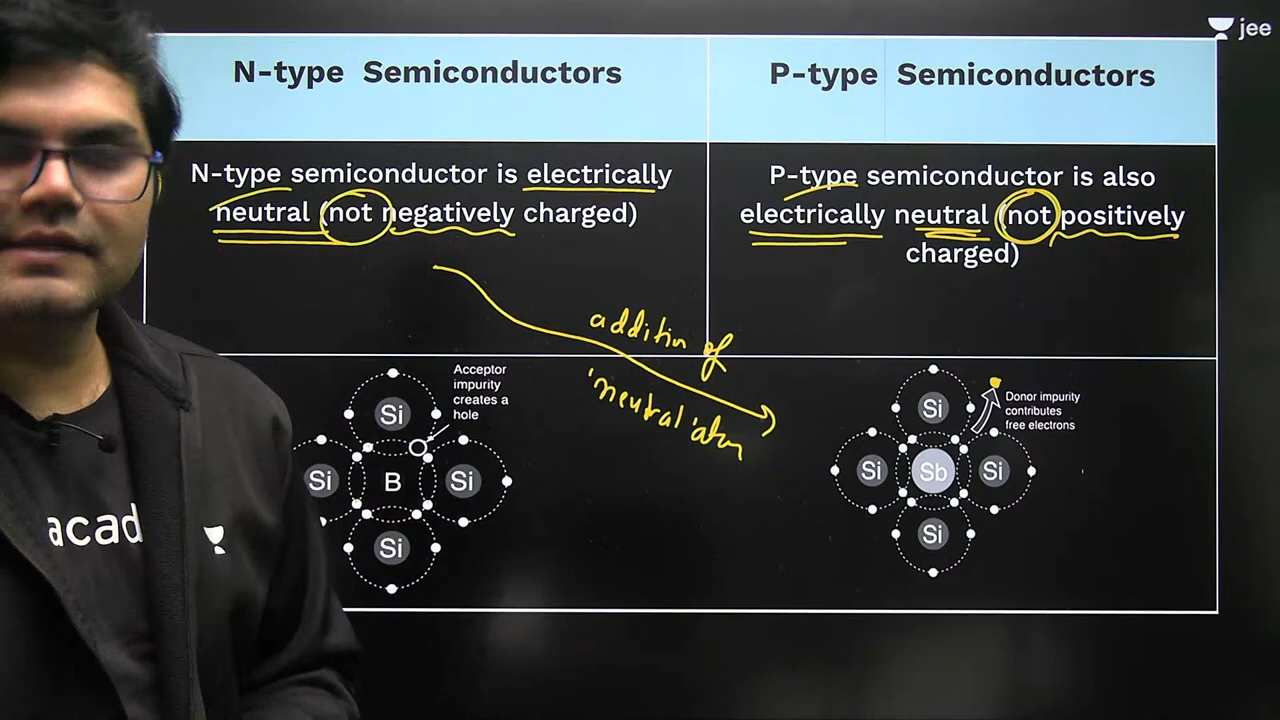 jee
N-type Semiconductors
P-type Semiconductors
N-type semiconductor is electrically
neutral (not negatively charged)
P-type semiconductor is also
electrically neutral (not positively
charged)
addition of
neutral atom
Acceptor
impurity
creates a
hole
Si
Si
B
Si
Si
Donor impurity
contributes
free electrons
Si
Si
Sb
Si
Si
acad